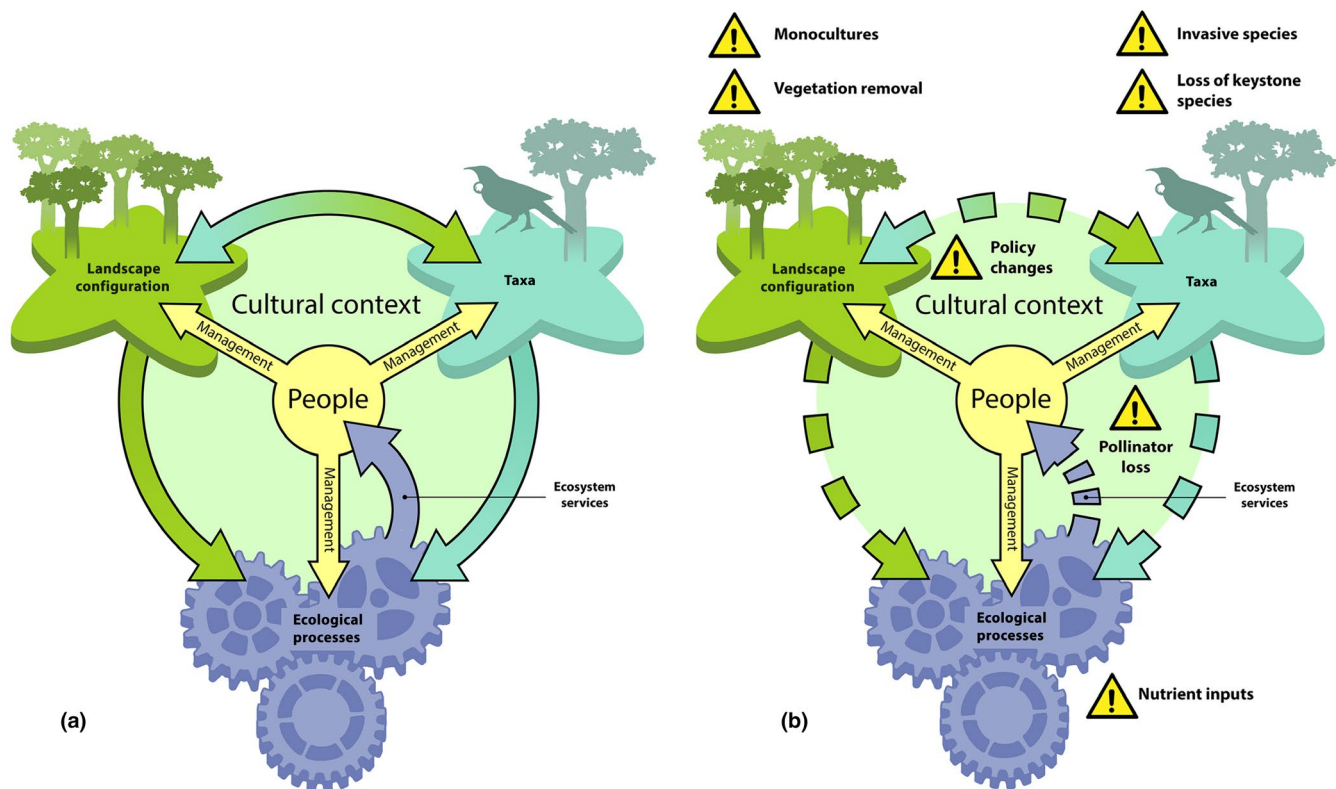 Landscape
configuration
Taxa
Cultural context
Management
Management
People
Management
Ecosystem
services
Ecological
processes
(a)
Monocultures
Vegetation removal
Invasive species
Loss of keystone
species
Policy
changes
Landscape
configuration
Taxa
Cultural context
Management
Management
People
Pollinator
loss
Management
Ecosystem
services
Ecological
processes
Nutrient inputs
(b)